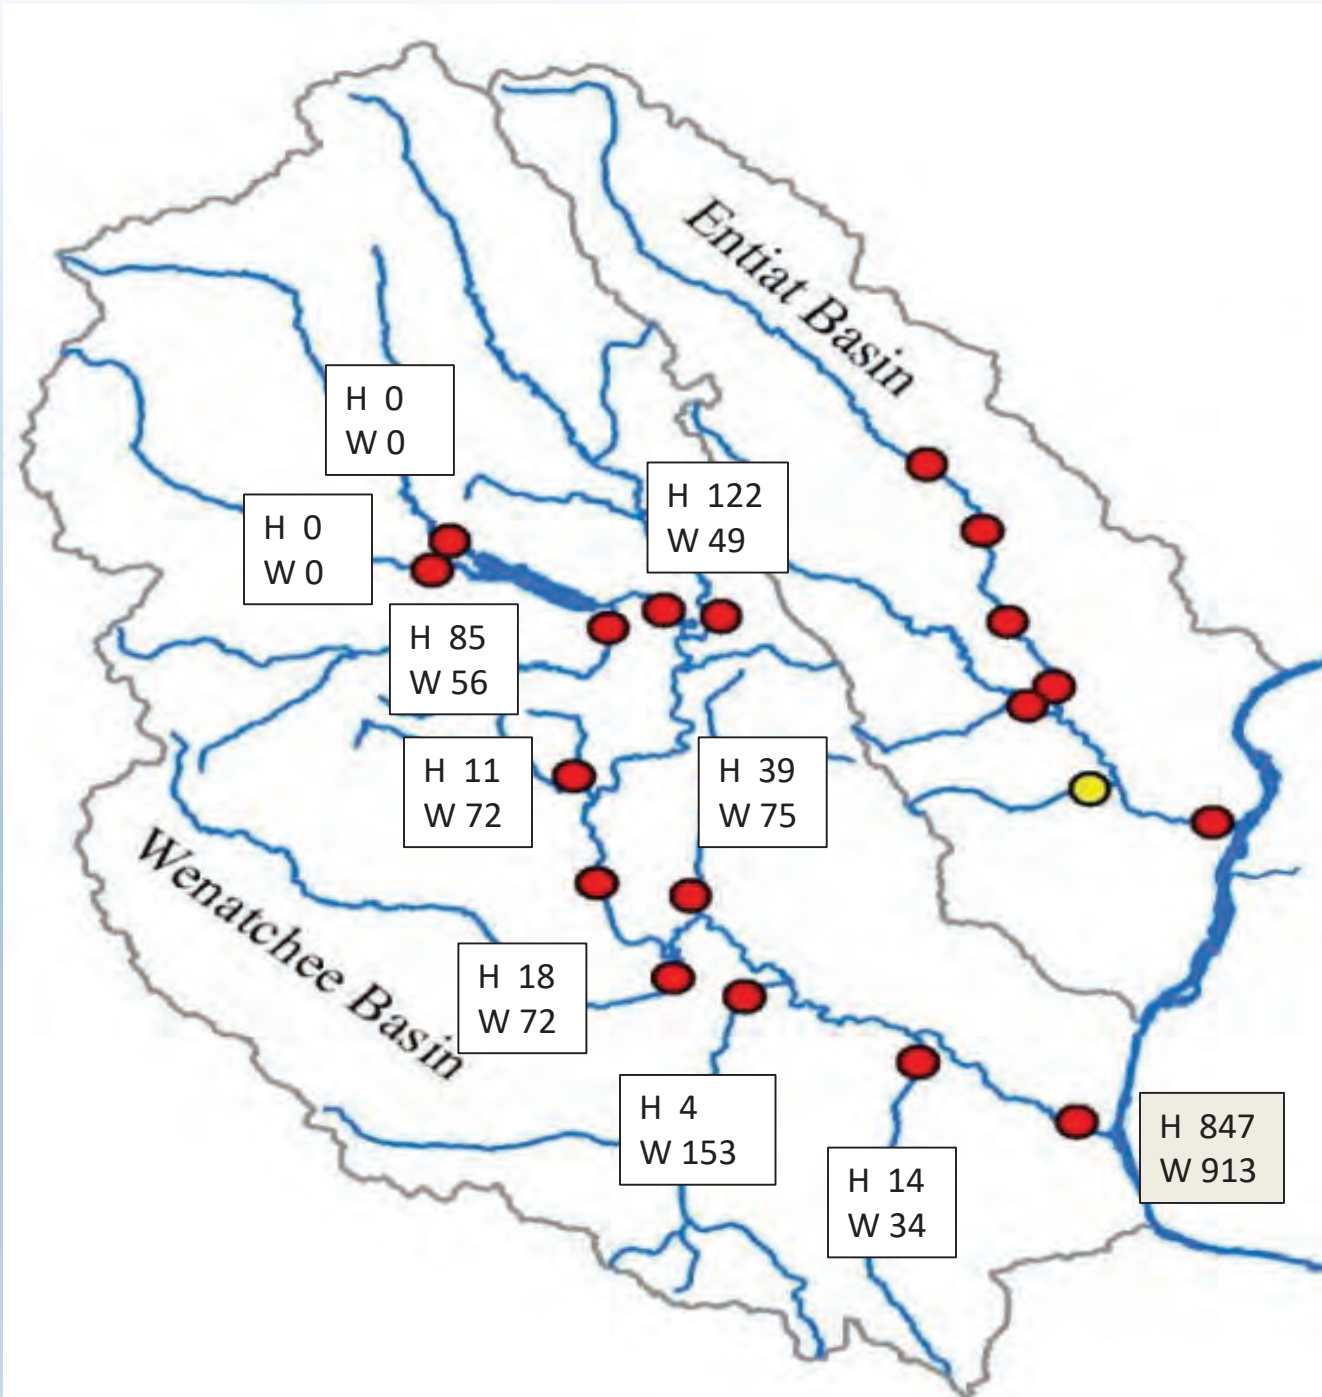 Entiat Basin
H 0
W 0
H 122
W 49
H 0
W 0
H 85
W 56
H 11
W 72
H 39
W 75
Wenatchee Basin
H 18
W 72
H 4
W 153
H 847
W 913
H 14
W 34